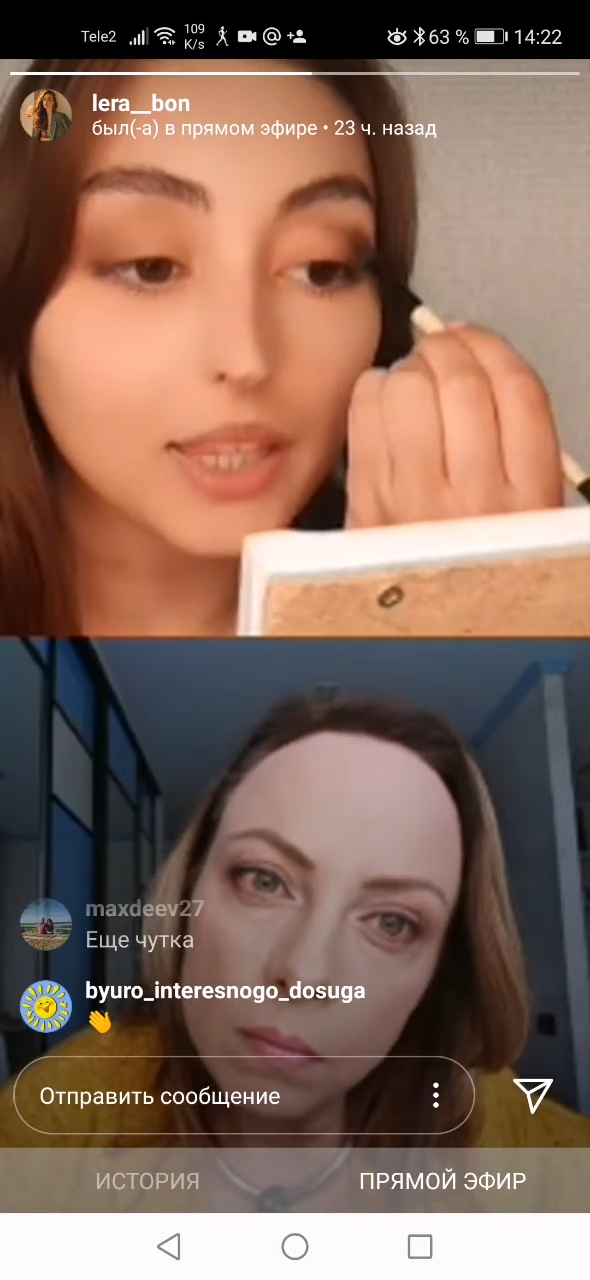 Tele2 109 K/s 63 % 14:22
lera__bon
был(-а) в прямом эфире • 23 ч. назад
maxdeev27
Еще чутка
byuro_interesnogo_dosuga
👋
Отправить сообщение
ИСТОРИЯ ПРЯМОЙ ЭФИР